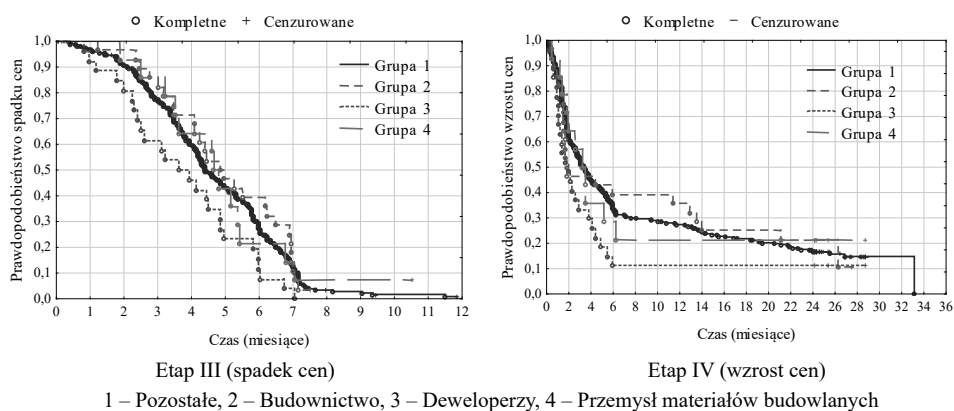 Kompletne Cenzurowane
Prawdopodobieństwo spadku cen
1,0
0,9
0,8
0,7
0,6
0,5
0,4
0,3
0,2
0,1
0,0
Grupa 1
Grupa 2
Grupa 3
Grupa 4
0 1 2 3 4 5 6 7 8 9 10 11 12
Czas (miesiące)
Etap III (spadek cen)
Kompletne Cenzurowane
Prawdopodobieństwo wzrostu cen
1,0
0,9
0,8
0,7
0,6
0,5
0,4
0,3
0,2
0,1
0,0
Grupa 1
Grupa 2
Grupa 3
Grupa 4
0 2 4 6 8 10 12 14 16 18 20 22 24 26 28 30 32 34 36
Czas (miesiące)
Etap IV (wzrost cen)
1 – Pozostałe, 2 – Budownictwo, 3 – Deweloperzy, 4 – Przemysł materiałów budowlanych